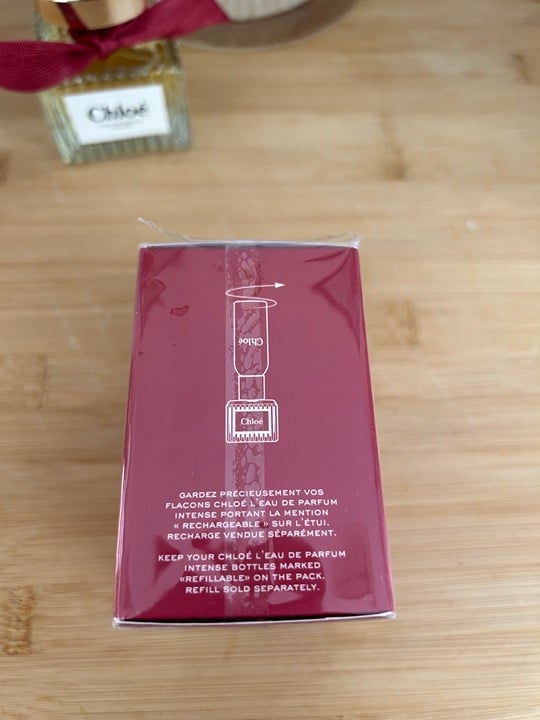 Chloé
Chloé
Chloé
GARDEZ PRÉCIEUSEMENT VOS
FLACONS CHLOÉ L'EAU DE PARFUM
INTENSE PORTANT LA MENTION
« RECHARGEABLE » SUR L'ÉTUI.
RECHARGE VENDUE SÉPARÉMENT.
KEEP YOUR CHLOÉ L'EAU DE PARFUM
INTENSE BOTTLES MARKED
«REFILLABLE» ON THE PACK.
REFILL SOLD SEPARATELY.